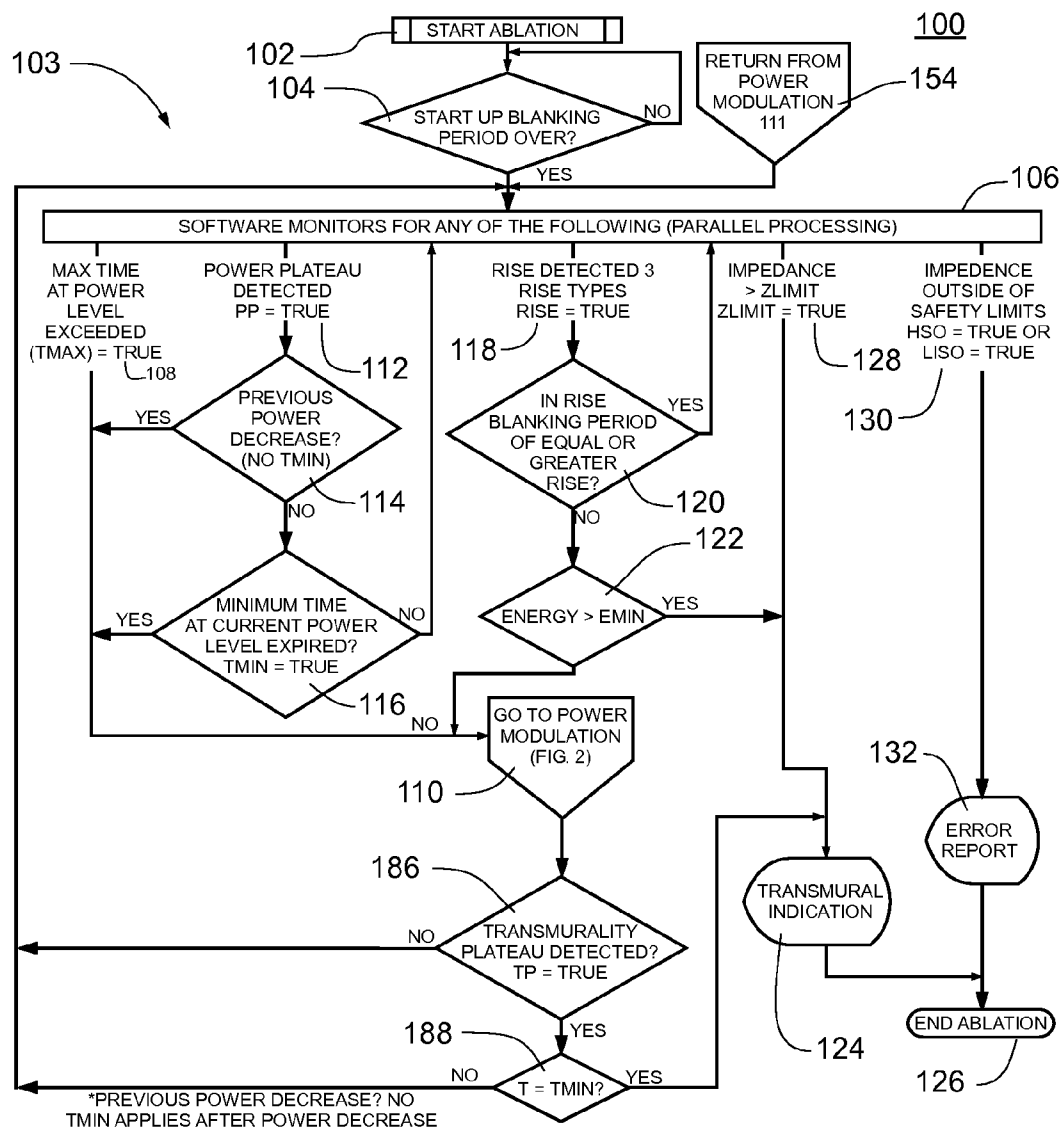 100
START ABLATION
102
103
104
START UP BLANKING
PERIOD OVER?
NO
YES
RETURN FROM
POWER
MODULATION
111
154
106
SOFTWARE MONITORS FOR ANY OF THE FOLLOWING (PARALLEL PROCESSING)
MAX TIME
AT POWER
LEVEL
EXCEEDED
(TMAX) = TRUE
108
POWER PLATEAU
DETECTED
PP = TRUE
112
RISE DETECTED 3
RISE TYPES
RISE = TRUE
118
IMPEDANCE
> ZLIMIT
ZLIMIT = TRUE
128
IMPEDENCE
OUTSIDE OF
SAFETY LIMITS
HSO = TRUE OR
LISO = TRUE
130
YES
PREVIOUS
POWER
DECREASE?
(NO TMIN)
114
NO
IN RISE
BLANKING PERIOD
OF EQUAL OR
GREATER
RISE?
YES
120
NO
YES
MINIMUM TIME
AT CURRENT POWER
LEVEL EXPIRED?
TMIN = TRUE
NO
116
122
ENERGY > EMIN
YES
NO
GO TO POWER
MODULATION
(FIG. 2)
110
132
ERROR
REPORT
186
TRANSMURALITY
PLATEAU DETECTED?
TP = TRUE
NO
YES
TRANSMURAL
INDICATION
124
188
T = TMIN?
NO
YES
END ABLATION
126
*PREVIOUS POWER DECREASE? NO
TMIN APPLIES AFTER POWER DECREASE